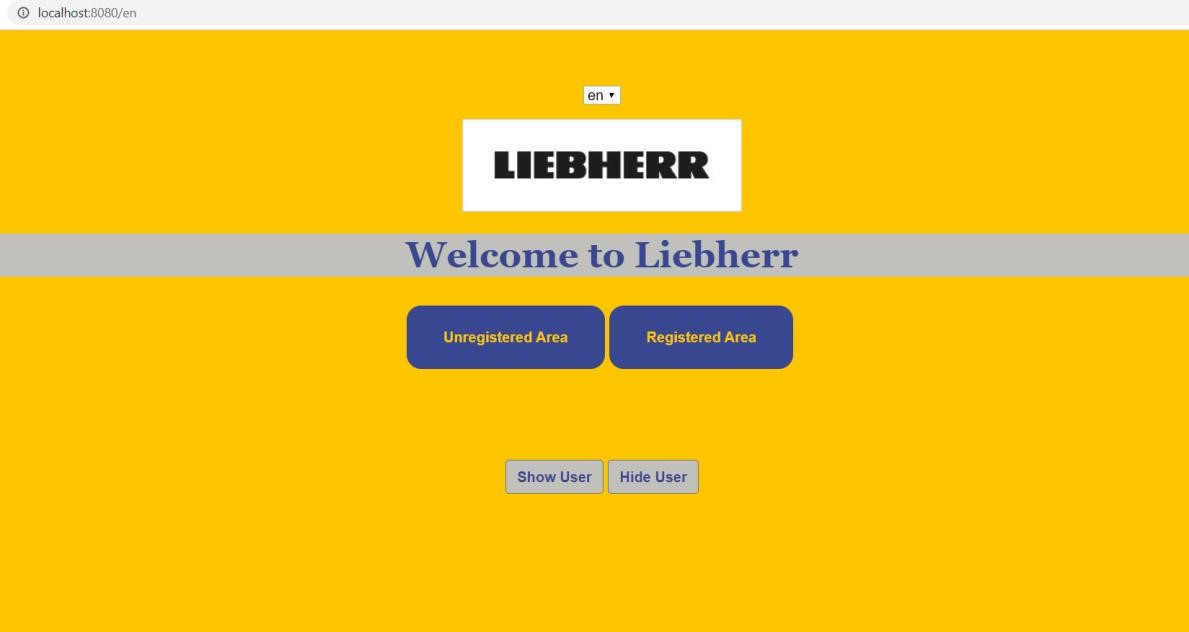 localhost:8080/en
en
LIEBHERR
Welcome to Liebherr
Unregistered Area Registered Area
Show User Hide User